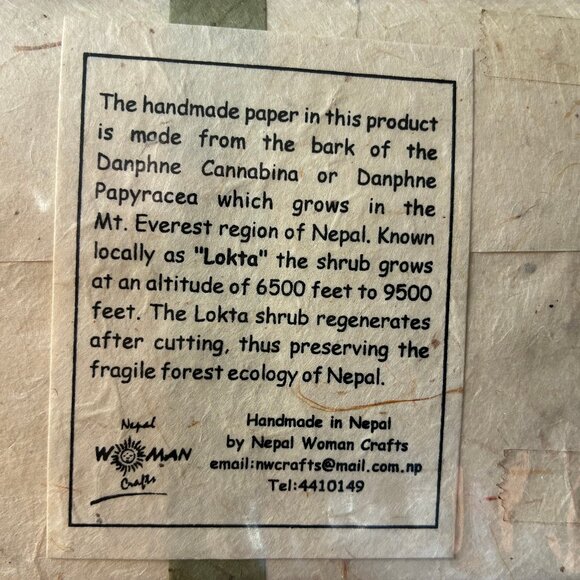 The handmade paper in this product
is made from the bark of the
Danphne Cannabina or Danphne
Papyracea which grows in the
Mt. Everest region of Nepal. Known
locally as "Lokta" the shrub grows
at an altitude of 6500 feet to 9500
feet. The Lokta shrub regenerates
after cutting, thus preserving the
fragile forest ecology of Nepal.
Nepal
WOMAN
Crafts
Handmade in Nepal
by Nepal Woman Crafts
email:nwcrafts@mail.com.np
Tel:4410149